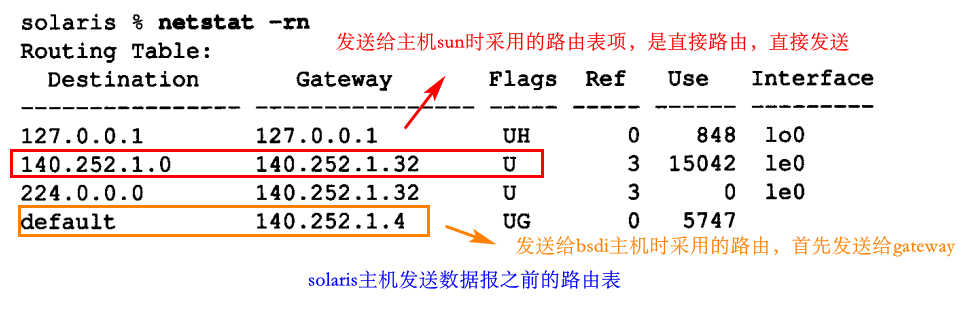 solaris % netstat -rn
Routing Table:
发送给主机sun时采用的路由表项，是直接路由，直接发送
Destination Gateway Flags Ref Use Interface
-------------------- -------------------- ----- ----- ------ ---------
127.0.0.1 127.0.0.1 UH 0 848 lo0
140.252.1.0 140.252.1.32 U 3 15042 le0
224.0.0.0 140.252.1.32 U 3 0 le0
default 140.252.1.4 UG 0 5747
发送给bsdi主机时采用的路由，首先发送给gateway
solaris主机发送数据报之前的路由表